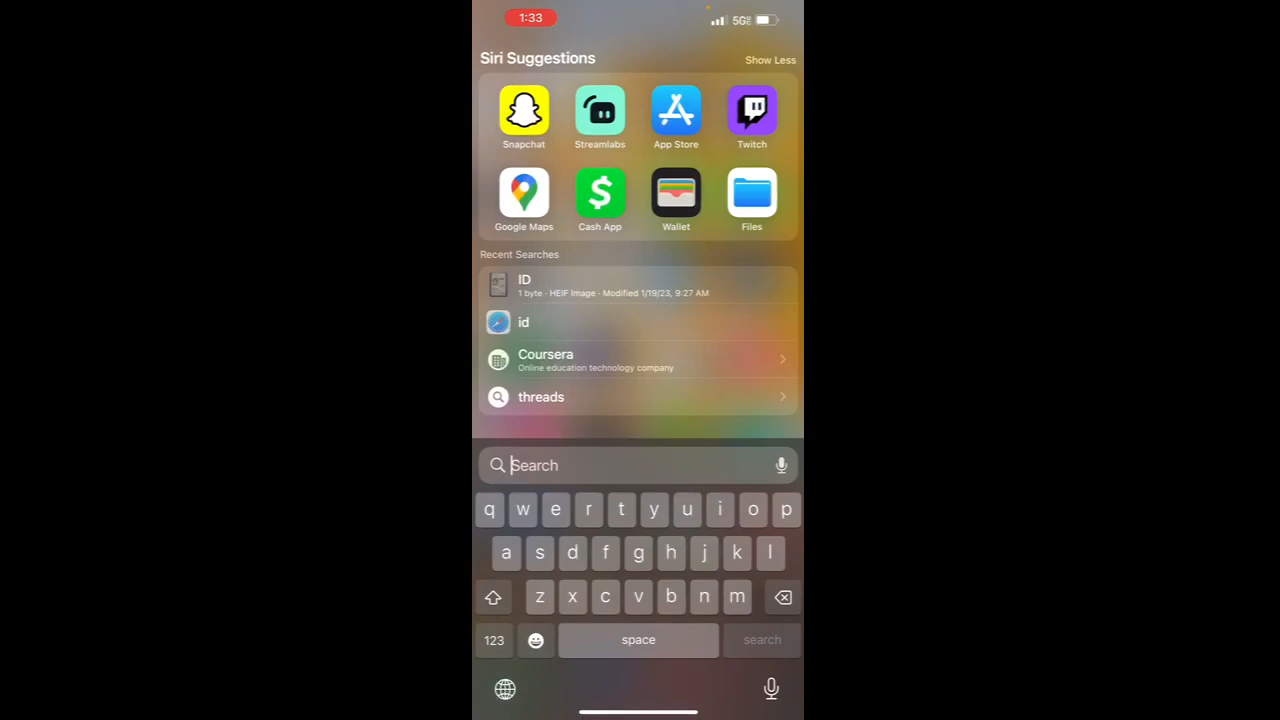 1:33
5G
Siri Suggestions
Show Less
Snapchat
Streamlabs
App Store
Twitch
Google Maps
Cash App
Wallet
Files
Recent Searches
ID
1 byte · HEIF Image · Modified 1/19/23, 9:27 AM
id
Coursera
Online education technology company
threads
Search
q w e r t y u i o p
a s d f g h j k l
z x c v b n m
123
space
search